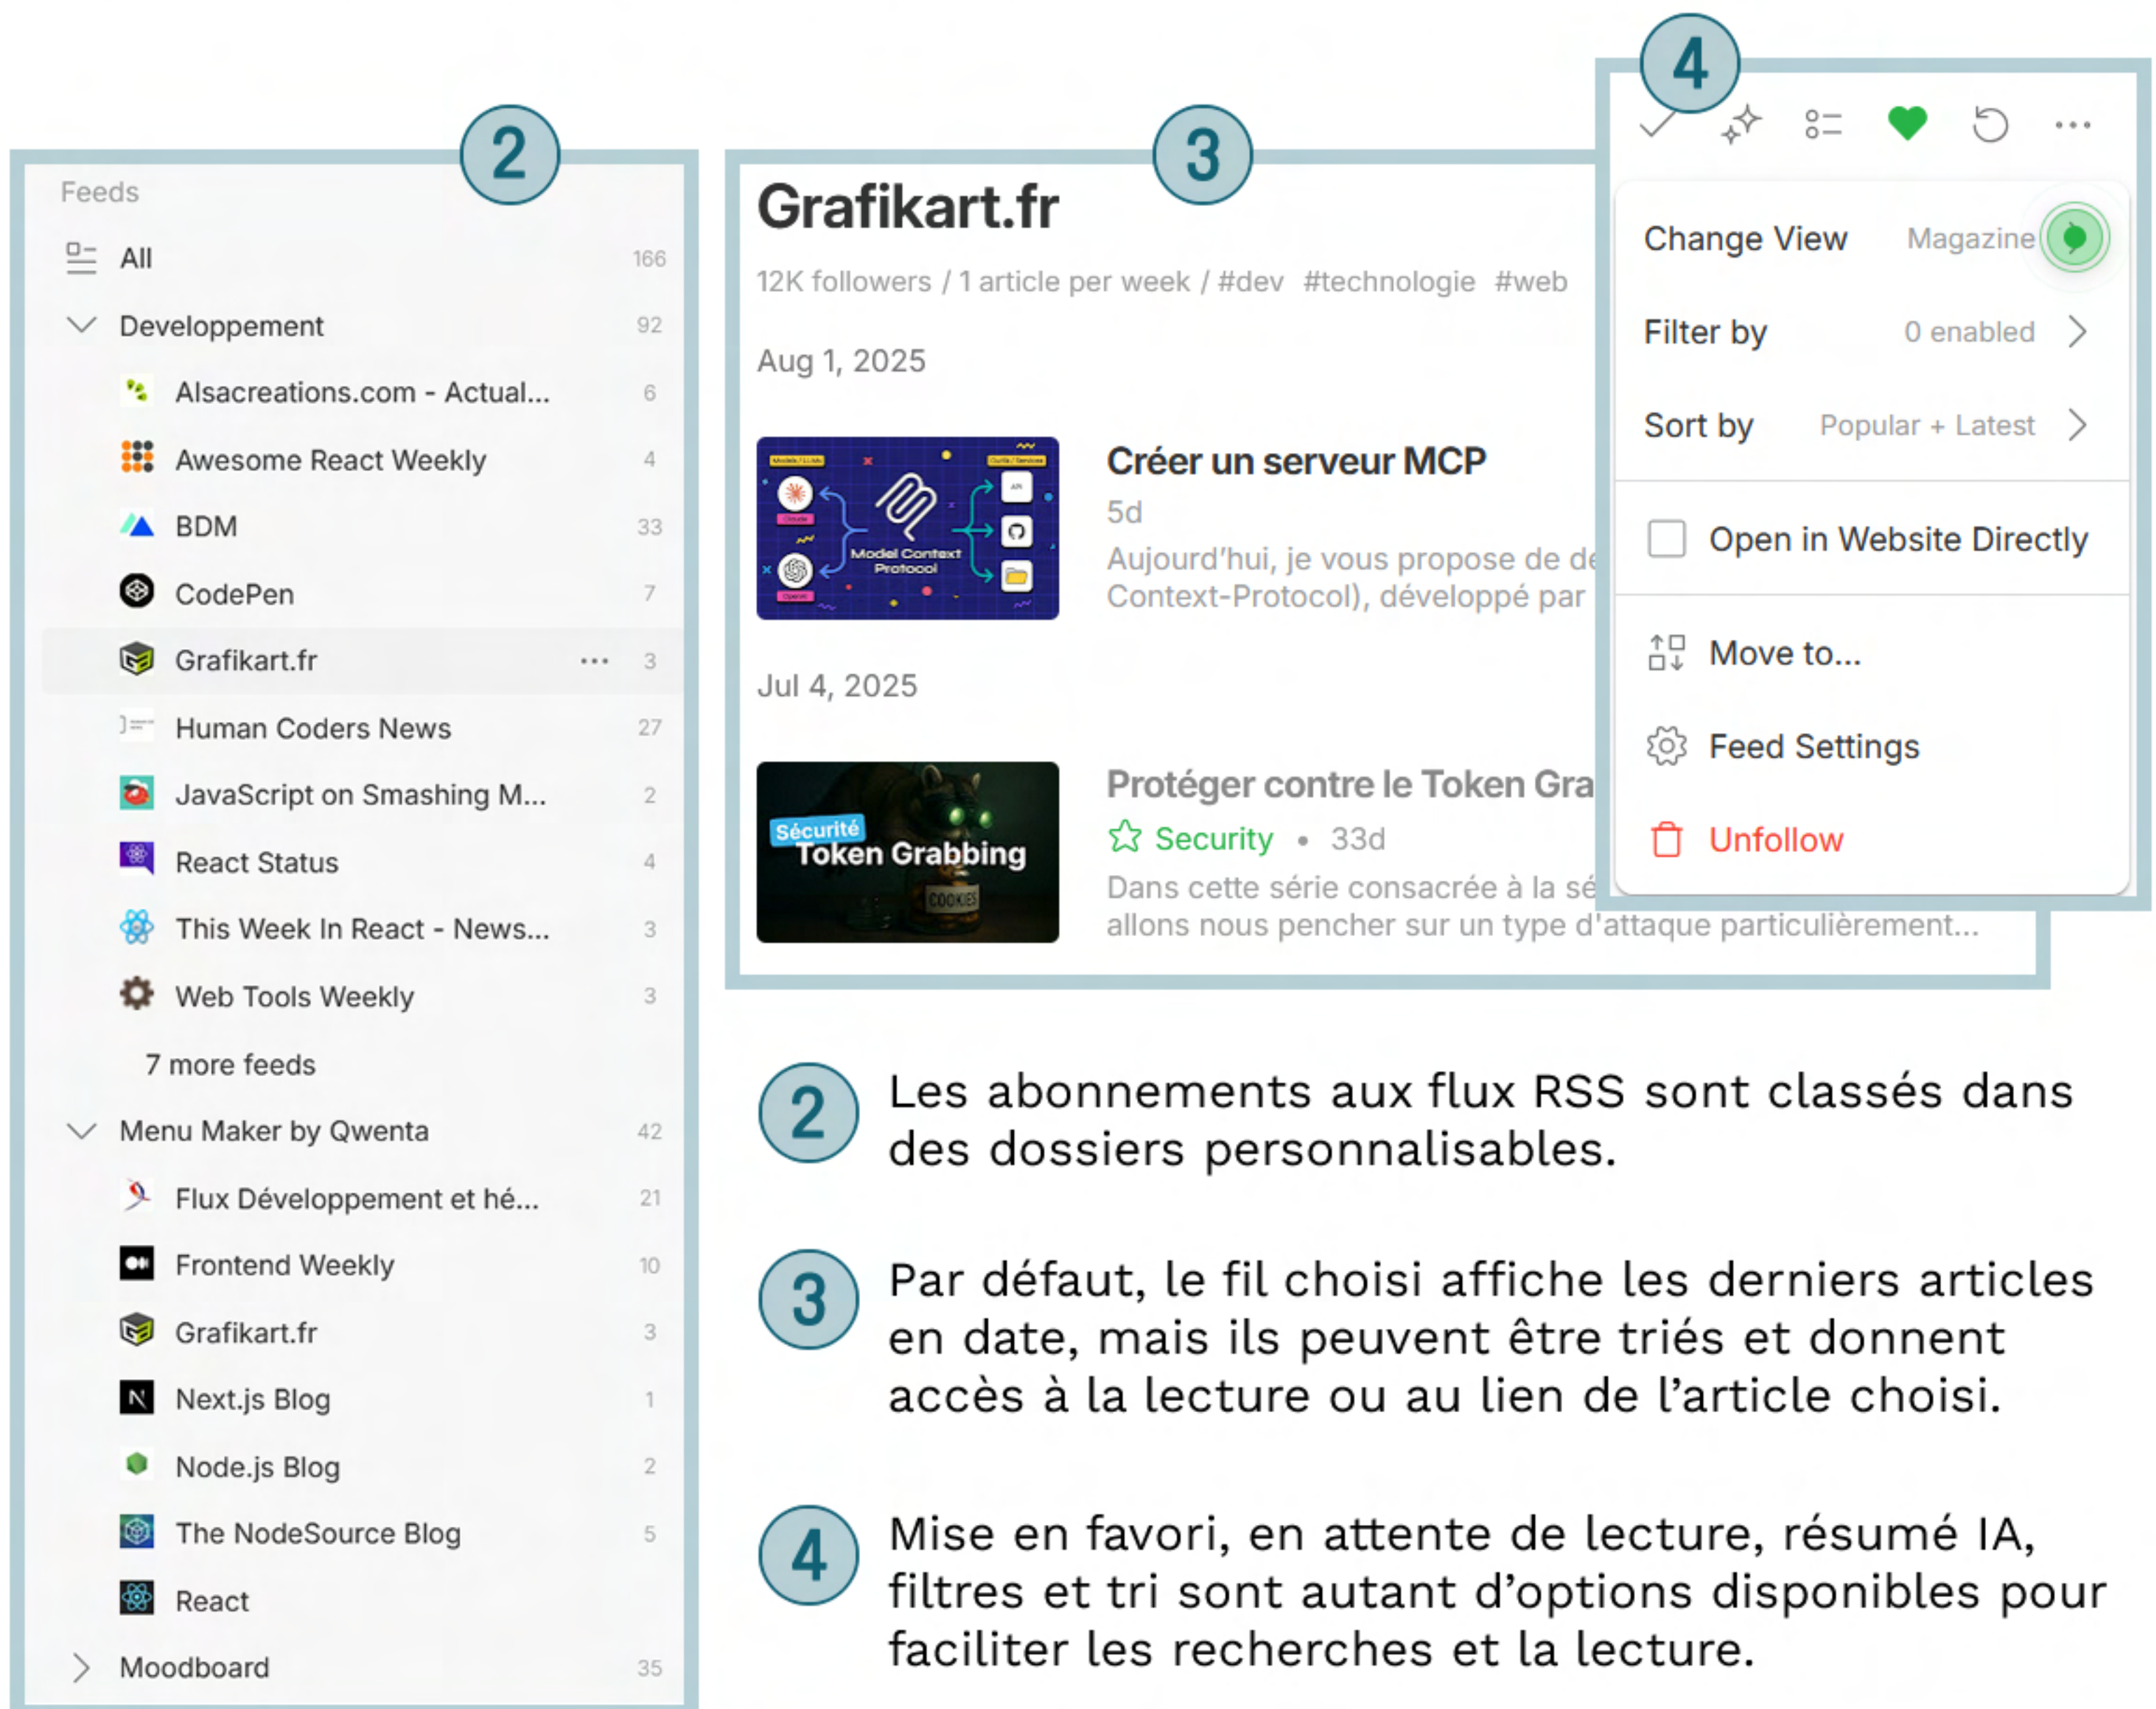 2
Feeds
All 166
Developpement 92
Alsacreations.com - Actual... 6
Awesome React Weekly 4
BDM 33
CodePen 7
Grafikart.fr ... 3
Human Coders News 27
JavaScript on Smashing M... 2
React Status 4
This Week In React - News... 3
Web Tools Weekly 3
7 more feeds
Menu Maker by Qwenta 42
Flux Développement et hé... 21
Frontend Weekly 10
Grafikart.fr 3
Next.js Blog 1
Node.js Blog 2
The NodeSource Blog 5
React
Moodboard 35
3
Grafikart.fr
12K followers / 1 article per week / #dev #technologie #web
Aug 1, 2025
Models / LLMs
Outils / Services
Claude
API
Model Context
Protocol
OpenAI
Créer un serveur MCP
5d
Aujourd'hui, je vous propose de dé
Context-Protocol), développé par
Jul 4, 2025
Sécurité
Token Grabbing
COOKIES
Protéger contre le Token Gra
Security • 33d
Dans cette série consacrée à la sé
allons nous pencher sur un type d'attaque particulièrement...
4
Change View Magazine
Filter by 0 enabled
Sort by Popular + Latest
Open in Website Directly
Move to...
Feed Settings
Unfollow
2 Les abonnements aux flux RSS sont classés dans
des dossiers personnalisables.
3 Par défaut, le fil choisi affiche les derniers articles
en date, mais ils peuvent être triés et donnent
accès à la lecture ou au lien de l'article choisi.
4 Mise en favori, en attente de lecture, résumé IA,
filtres et tri sont autant d'options disponibles pour
faciliter les recherches et la lecture.